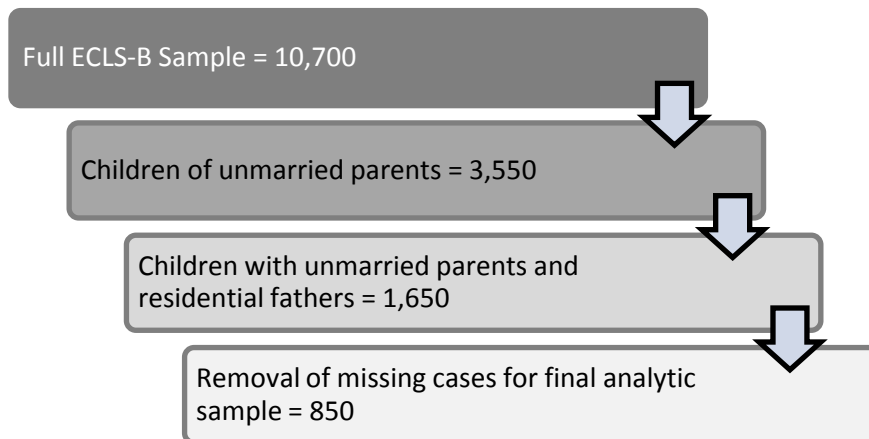 Full ECLS-B Sample = 10,700
Children of unmarried parents = 3,550
Children with unmarried parents and
residential fathers = 1,650
Removal of missing cases for final analytic
sample = 850